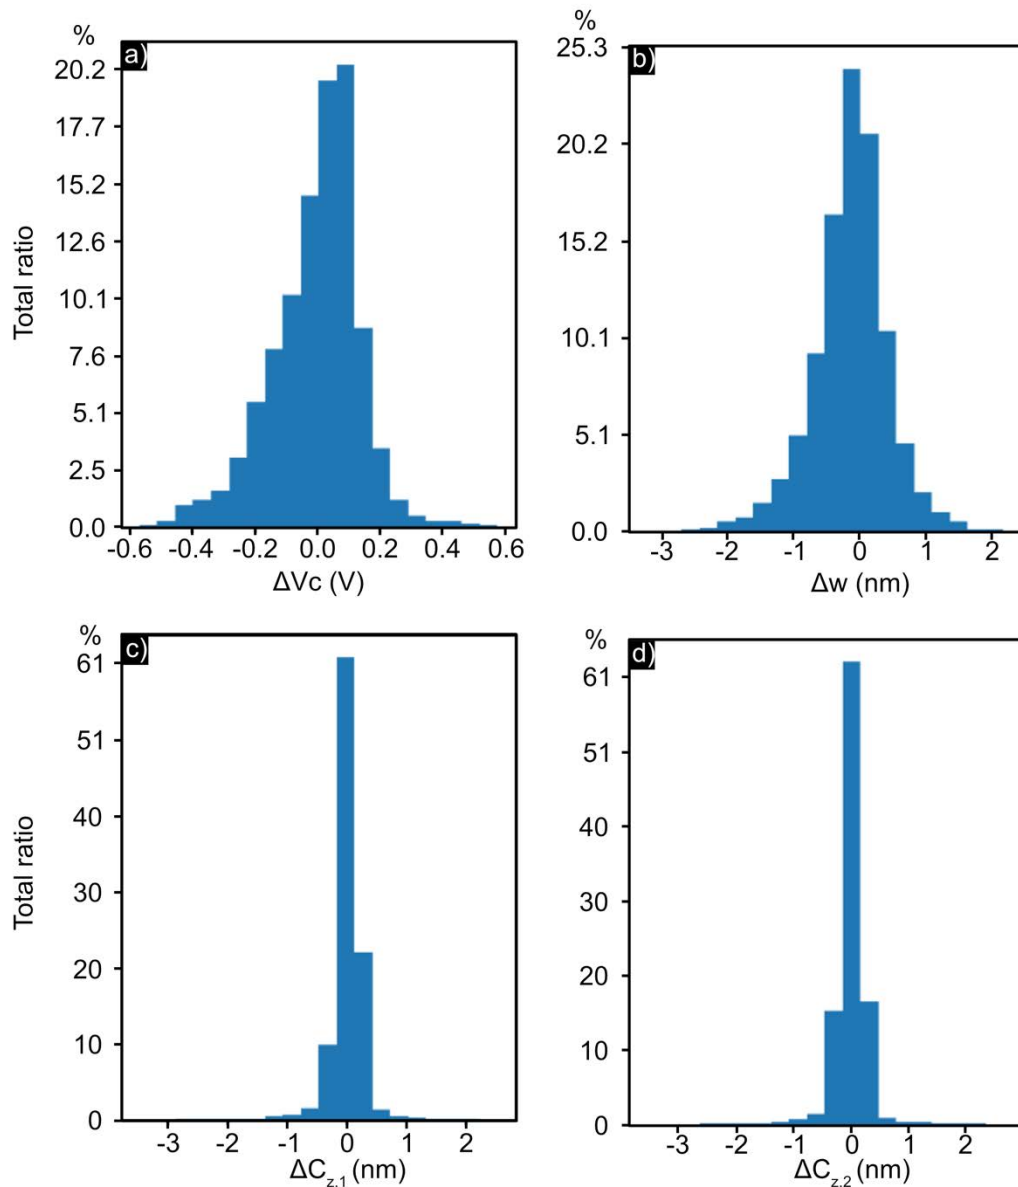 %
a)
20.2
17.7
15.2
12.6
10.1
7.6
5.1
2.5
0.0
Total ratio
-0.6 -0.4 -0.2 0.0 0.2 0.4 0.6
ΔVc (V)
%
b)
25.3
20.2
15.2
10.1
5.1
0.0
-3 -2 -1 0 1 2
Δw (nm)
%
c)
61
51
40
30
20
10
0
Total ratio
-3 -2 -1 0 1 2
ΔC_{z,1} (nm)
%
d)
61
51
40
30
20
10
0
-3 -2 -1 0 1 2
ΔC_{z,2} (nm)